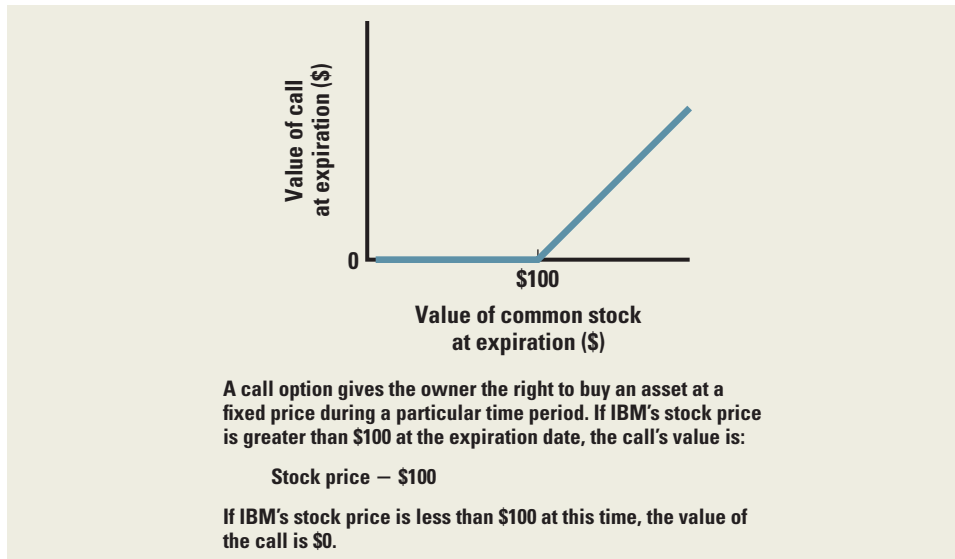 Value of call
at expiration ($)
0
$100
Value of common stock
at expiration ($)
A call option gives the owner the right to buy an asset at a
fixed price during a particular time period. If IBM's stock price
is greater than $100 at the expiration date, the call's value is:
Stock price − $100
If IBM's stock price is less than $100 at this time, the value of
the call is $0.